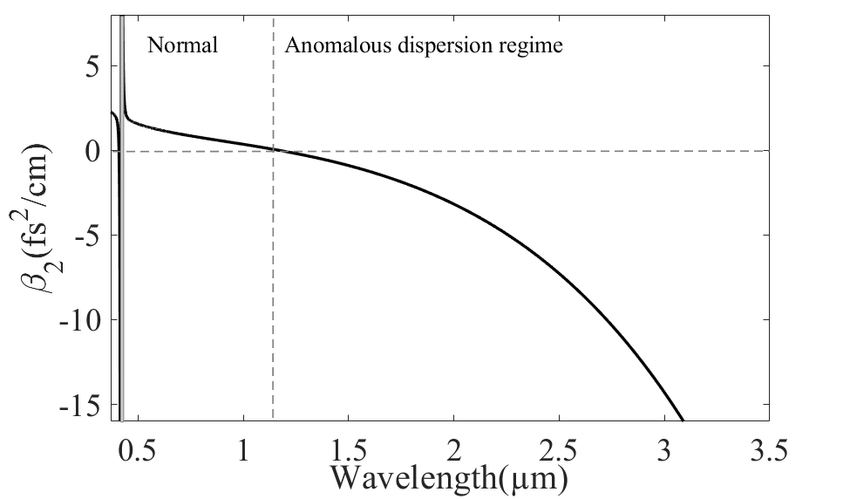 Normal
Anomalous dispersion regime
5
0
-5
-10
-15
β2(fs2/cm)
0.5 1 1.5 2 2.5 3 3.5
Wavelength(μm)